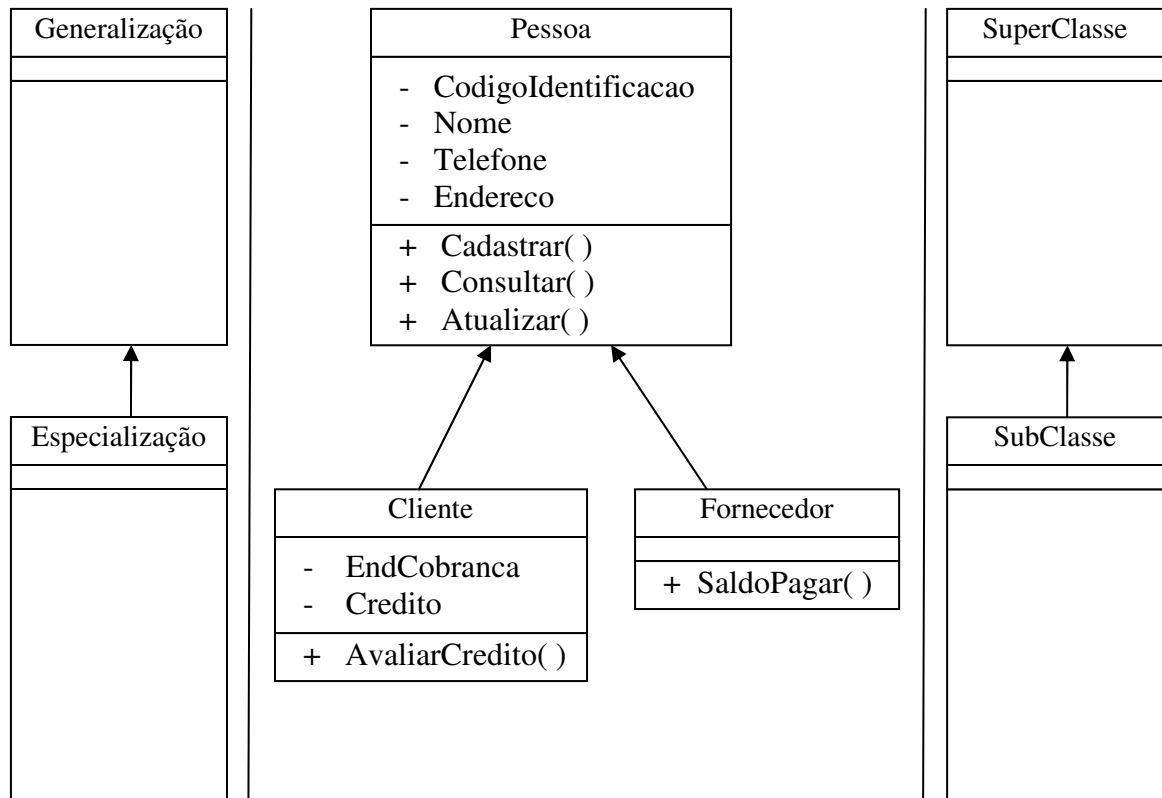 Generalização
Especialização
Pessoa
- CodigoIdentificacao
- Nome
- Telefone
- Endereco
+ Cadastrar( )
+ Consultar( )
+ Atualizar( )
Cliente
- EndCobranca
- Credito
+ AvaliarCredito( )
Fornecedor
+ SaldoPagar( )
SuperClasse
SubClasse